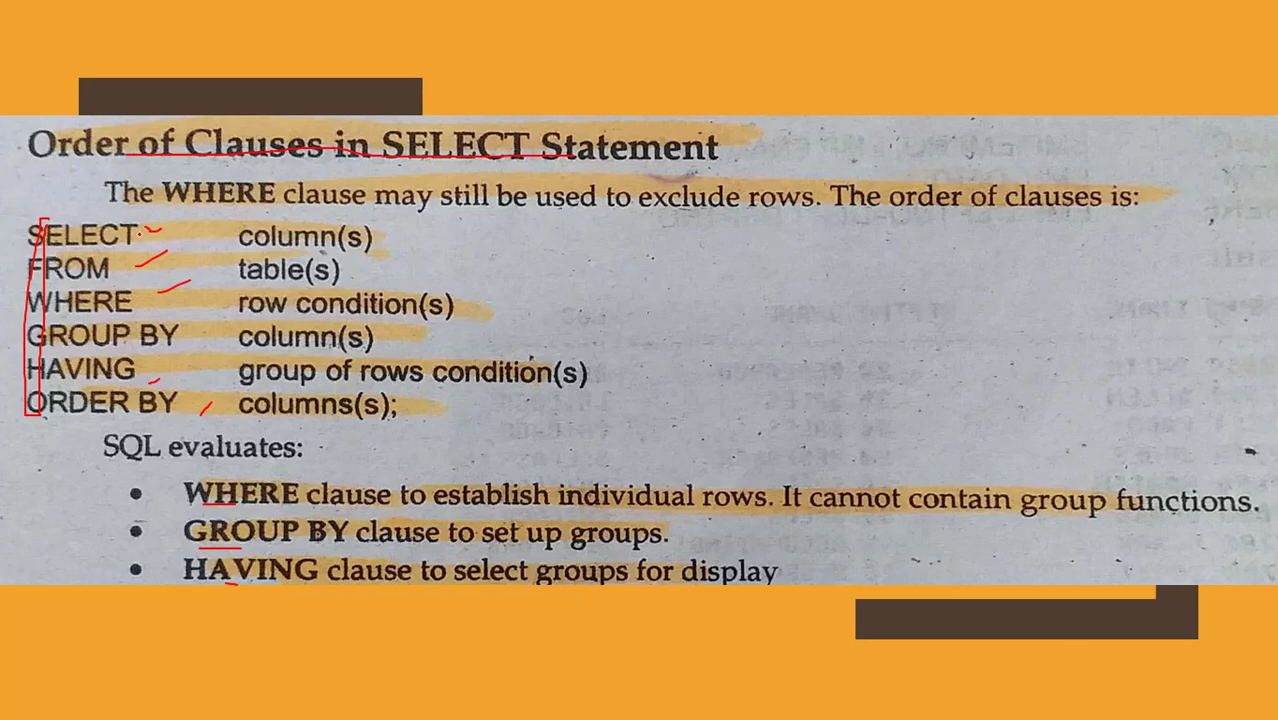 Order of Clauses in SELECT Statement
The WHERE clause may still be used to exclude rows. The order of clauses is:
SELECT column(s)
FROM table(s)
WHERE row condition(s)
GROUP BY column(s)
HAVING group of rows condition(s)
ORDER BY columns(s);
SQL evaluates:
• WHERE clause to establish individual rows. It cannot contain group functions.
• GROUP BY clause to set up groups.
• HAVING clause to select groups for display